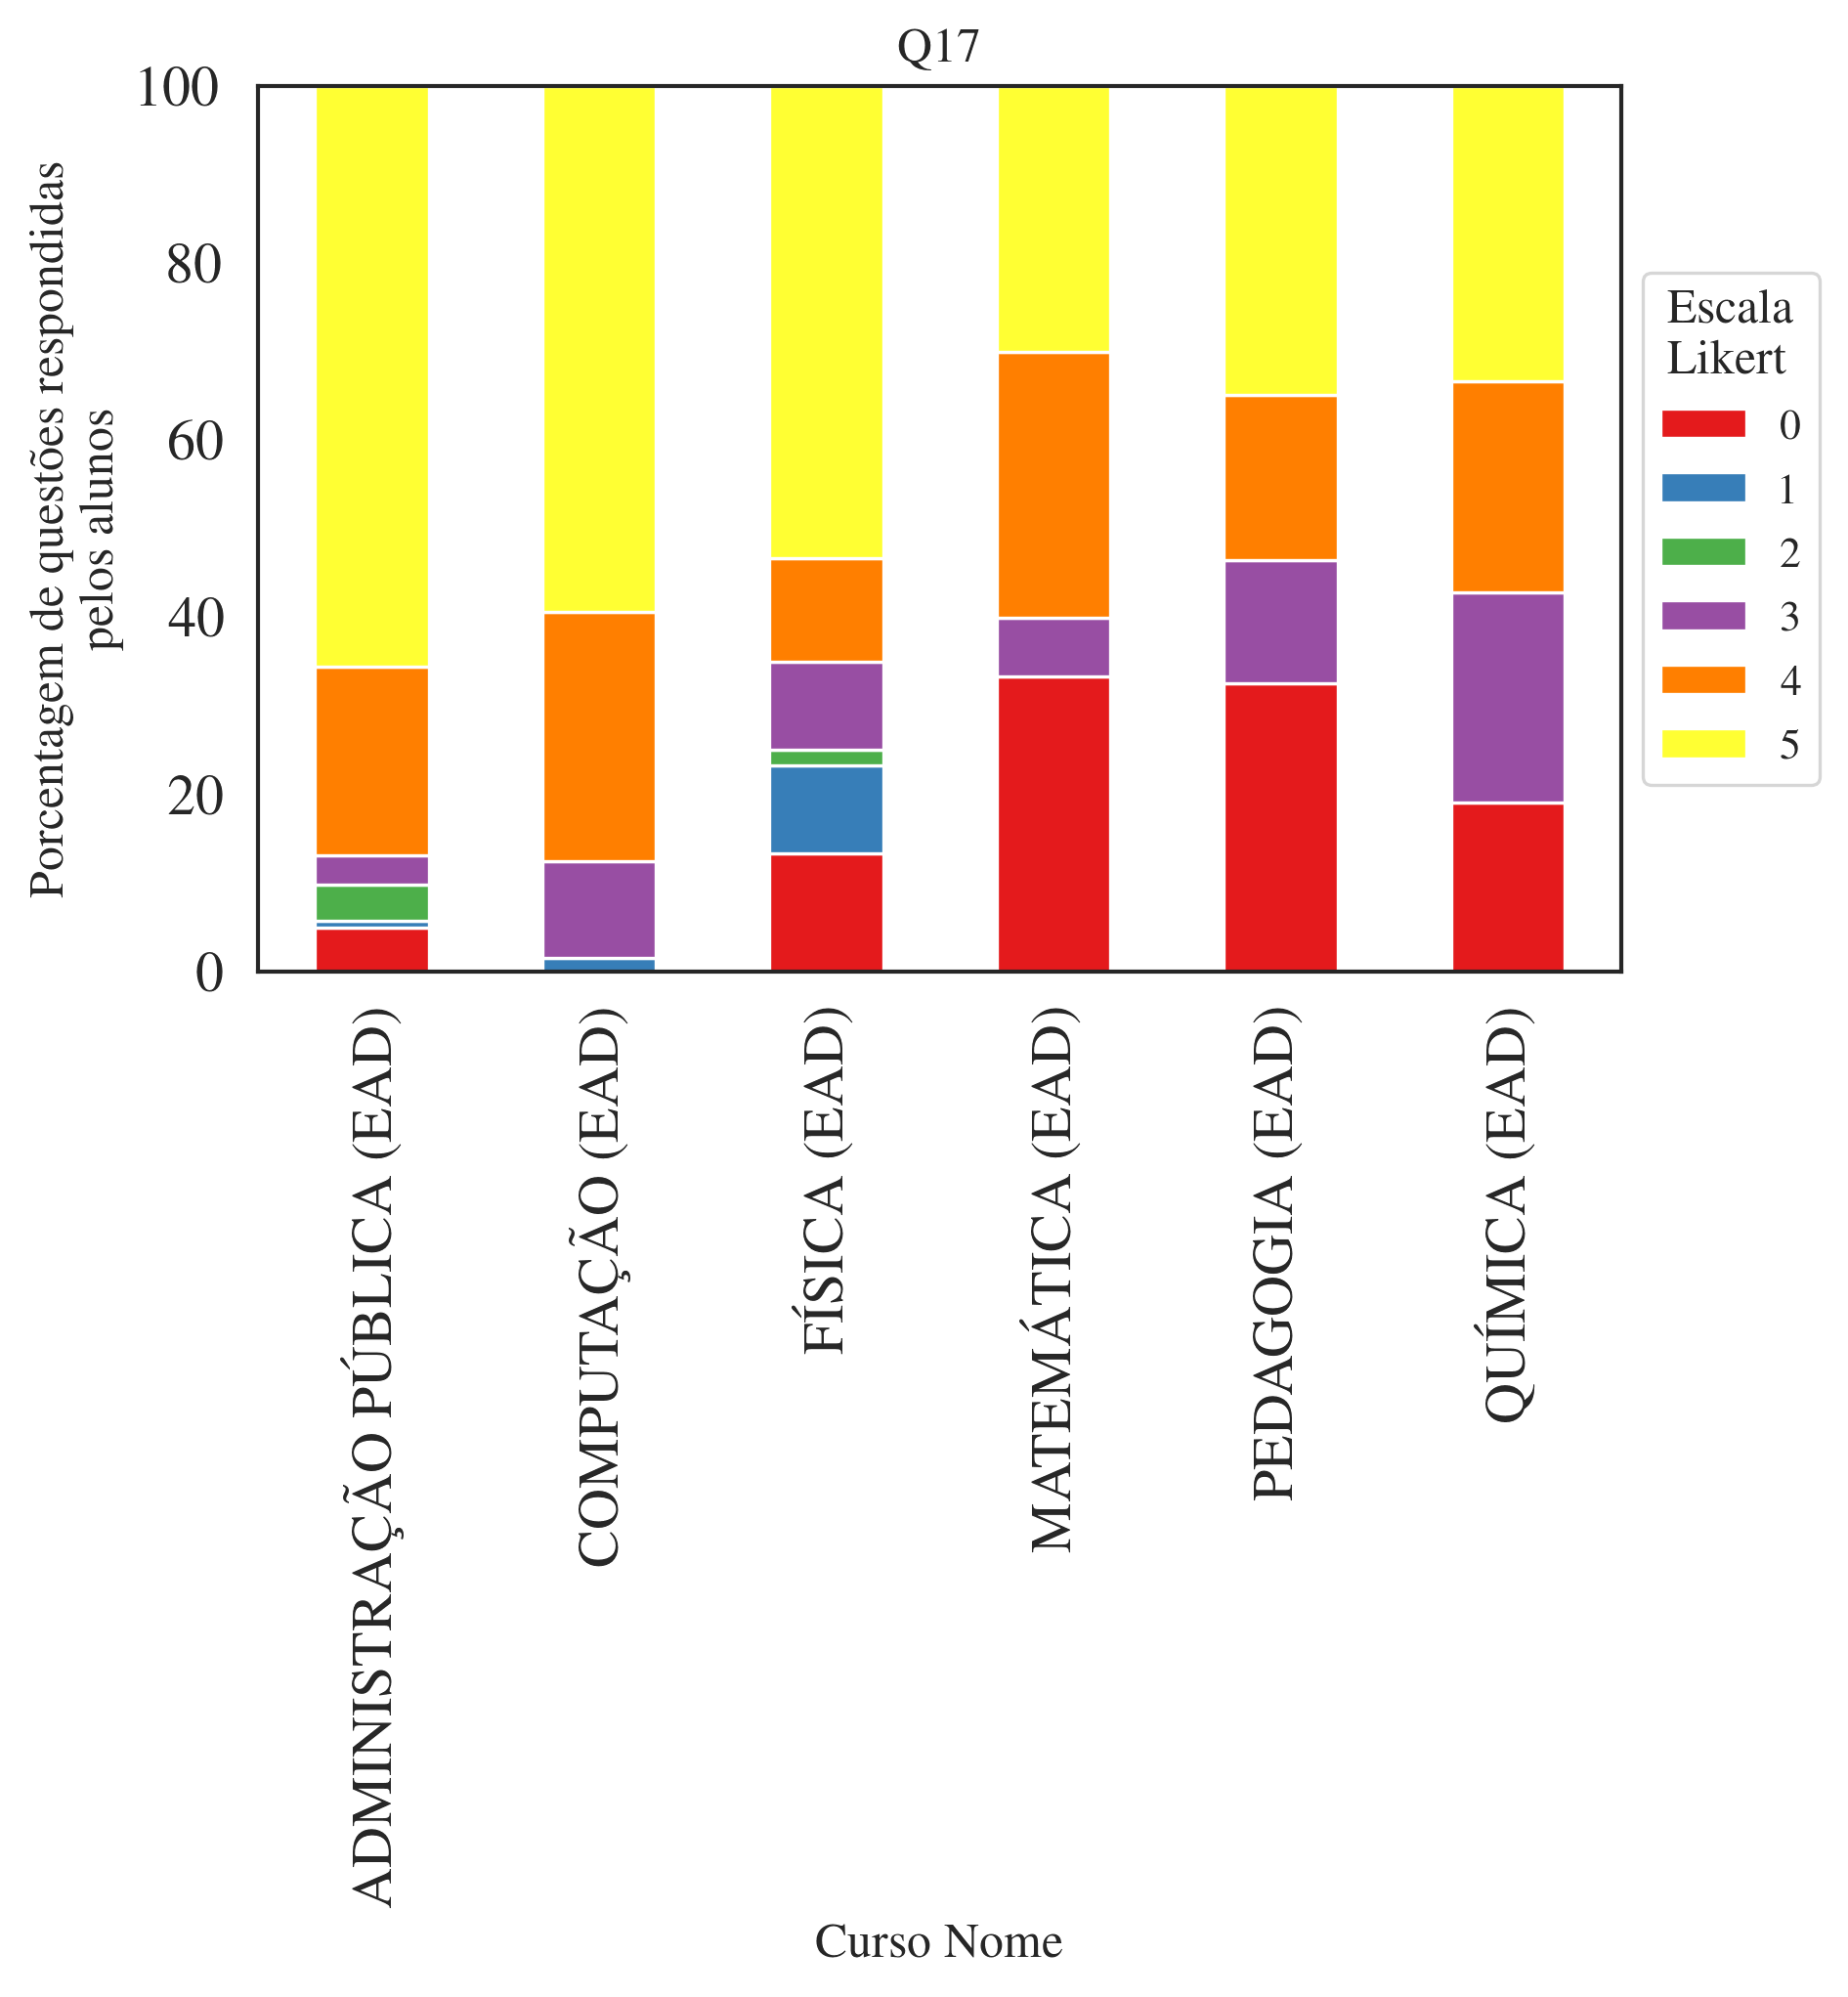 Q17
Porcentagem de questões respondidas
pelos alunos
100
80
60
40
20
0
Escala
Likert
0
1
2
3
4
5
ADMINISTRAÇÃO PÚBLICA (EAD)
COMPUTAÇÃO (EAD)
FÍSICA (EAD)
MATEMÁTICA (EAD)
PEDAGOGIA (EAD)
QUÍMICA (EAD)
Curso Nome